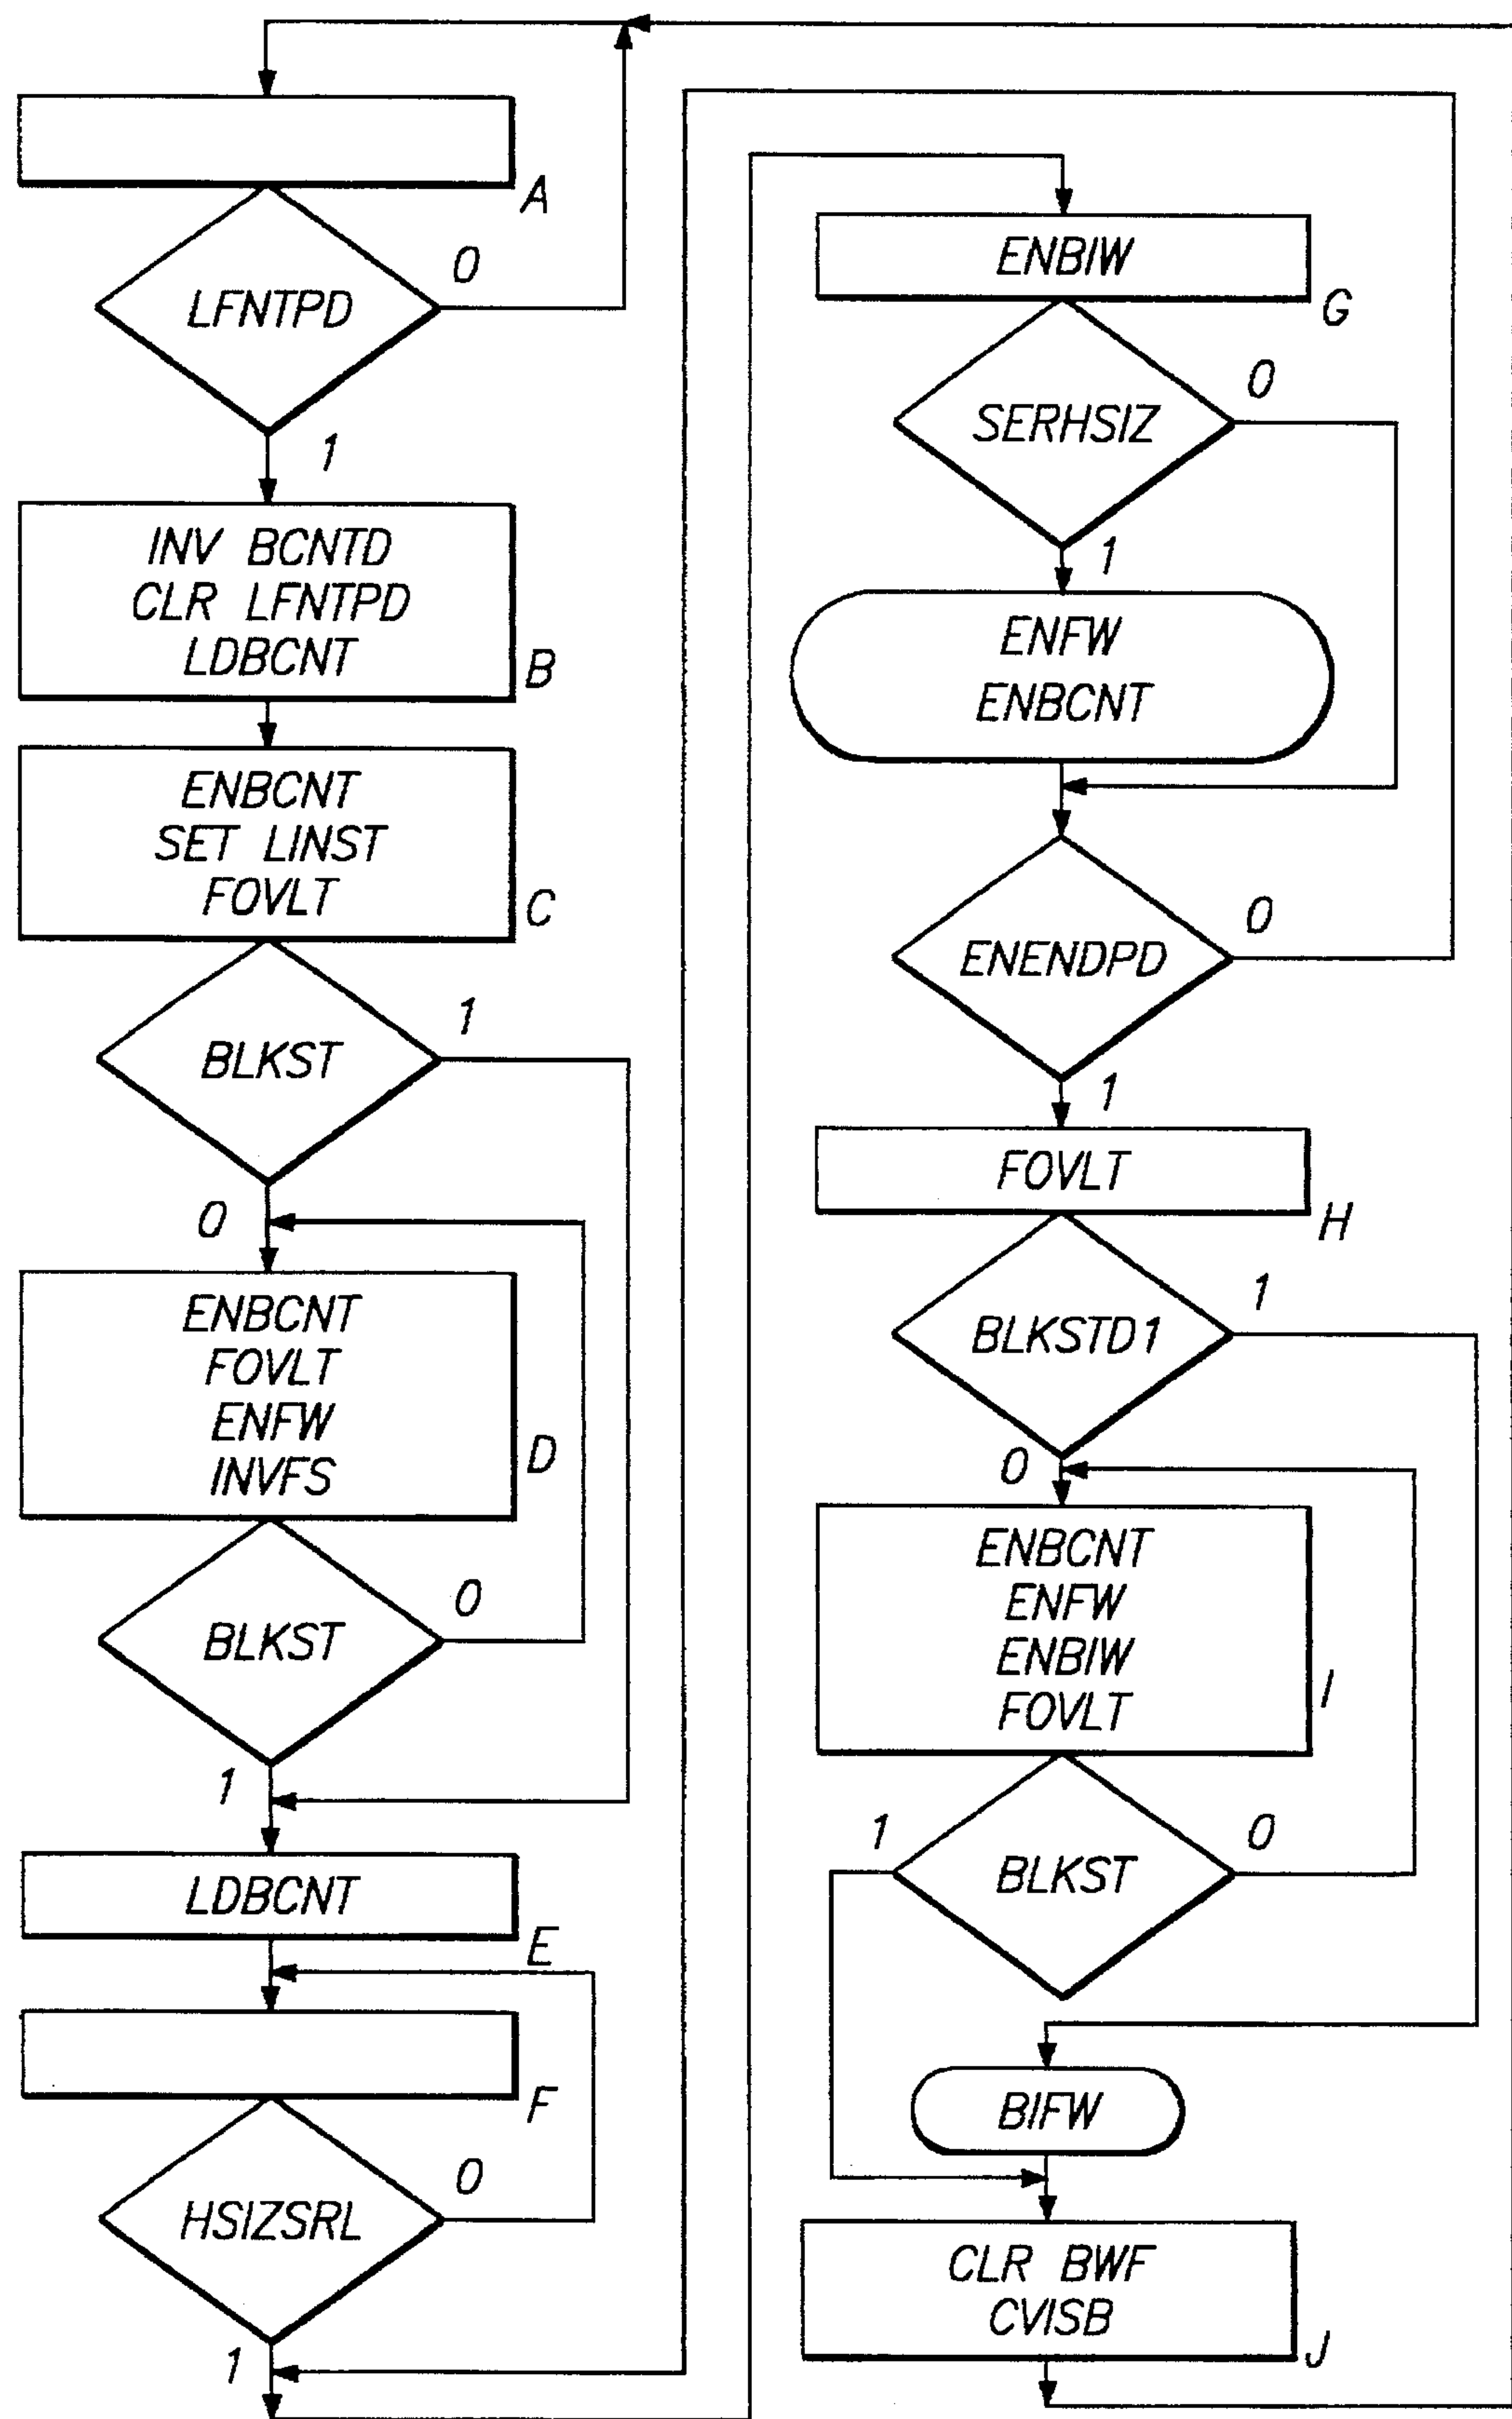 A
LFNTPD
0
1
INV BCNTD
CLR LFNTPD
LDBCNT
B
ENBCNT
SET LINST
FOVLT
C
BLKST
1
0
ENBCNT
FOVLT
ENFW
INVFS
D
BLKST
0
1
LDBCNT
E
F
HSIZSRL
0
1
ENBIW
G
SERHSIZ
0
1
ENFW
ENBCNT
ENENDPD
0
1
FOVLT
H
BLKSTD1
1
0
ENBCNT
ENFW
ENBIW
FOVLT
I
BLKST
1
0
BIFW
CLR BWF
CVISB
J